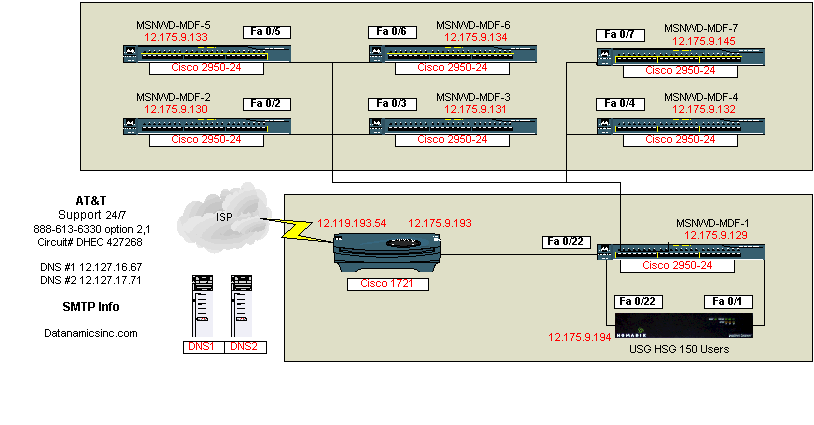 MSNWD-MDF-5
12.175.9.133
Fa 0/5
Cisco 2950-24
MSNWD-MDF-6
12.175.9.134
Fa 0/6
Cisco 2950-24
MSNWD-MDF-7
12.175.9.145
Fa 0/7
Cisco 2950-24
MSNWD-MDF-2
12.175.9.130
Fa 0/2
Cisco 2950-24
MSNWD-MDF-3
12.175.9.131
Fa 0/3
Cisco 2950-24
MSNWD-MDF-4
12.175.9.132
Fa 0/4
Cisco 2950-24
AT&T
Support 24/7
888-613-6330 option 2,1
Circuit# DHEC 427268
DNS #1 12.127.16.67
DNS #2 12.127.17.71
SMTP Info
Datanamicsinc.com
ISP
DNS1
DNS2
12.119.193.54
12.175.9.193
Cisco 1721
Fa 0/22
MSNWD-MDF-1
12.175.9.129
Cisco 2950-24
Fa 0/22
Fa 0/1
12.175.9.194
NOMADIX
USG HSG 150 Users